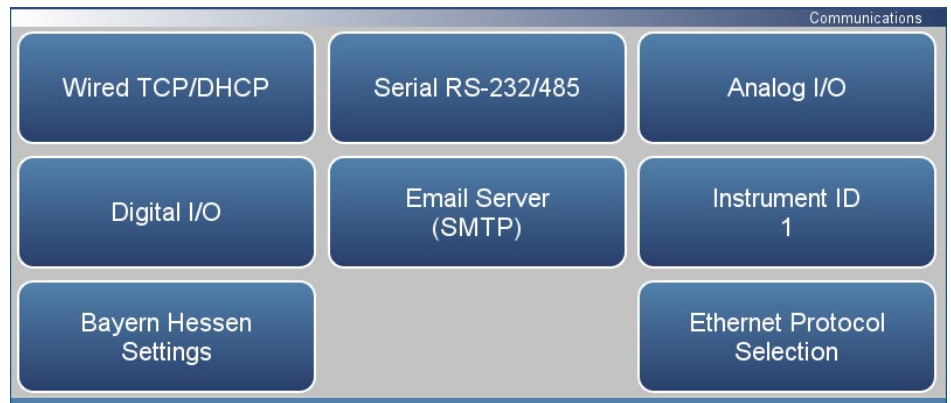 Communications
Wired TCP/DHCP
Serial RS-232/485
Analog I/O
Digital I/O
Email Server
(SMTP)
Instrument ID
1
Bayern Hessen
Settings
Ethernet Protocol
Selection